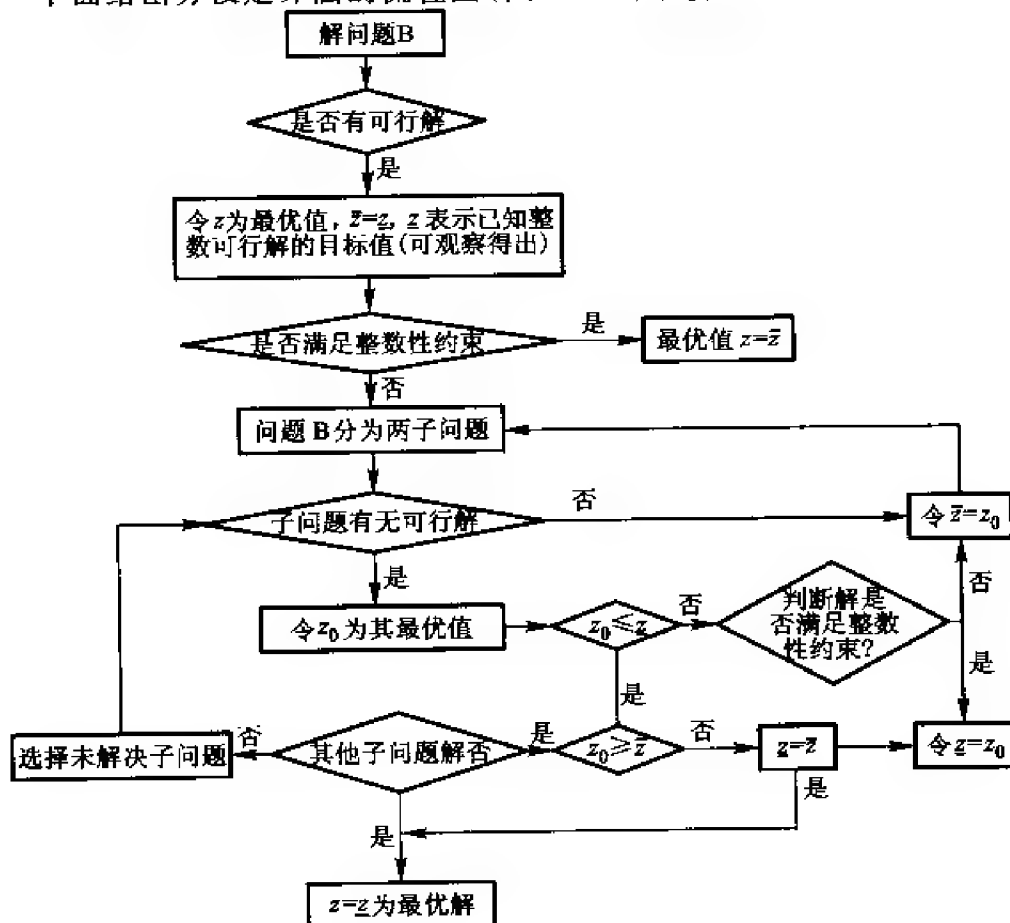 解问题B
是否有可行解
是
令z为最优值, z̄=z, z̲ 表示已知整
数可行解的目标值(可观察得出)
是否满足整数性约束
是
最优值 z=z̄
否
问题 B分为两子问题
子问题有无可行解
否
令 z̄=z₀
是
令z₀为其最优值
z₀≤z̲
否
判断解是
否满足整数
性约束?
否
是
是
选择未解决子问题
否
其他子问题解否
是
z₀≥z̄
否
z̲=z̄
令 z̲=z₀
是
是
z=z̲为最优解